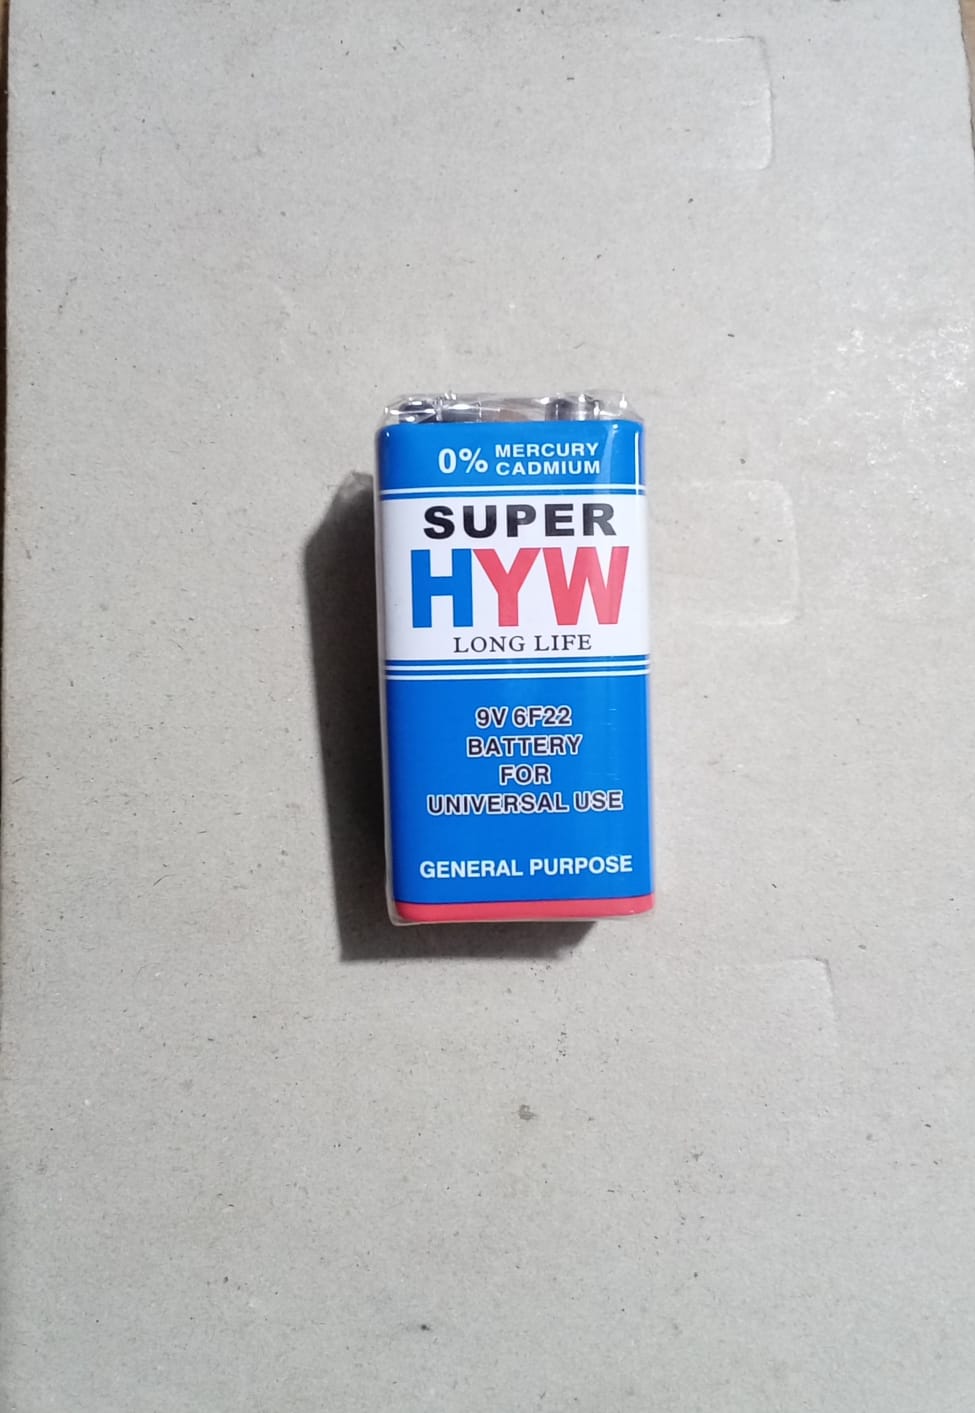 0% MERCURY
CADMIUM
SUPER
HYW
LONG LIFE
9V 6F22
BATTERY
FOR
UNIVERSAL USE
GENERAL PURPOSE